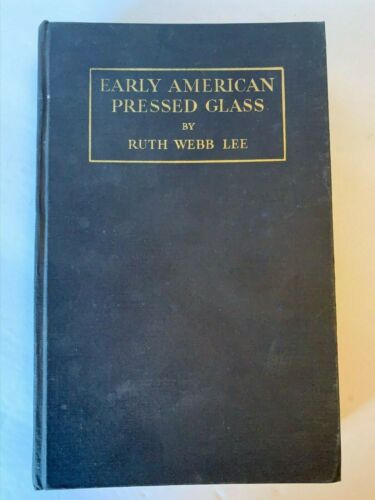 EARLY AMERICAN
PRESSED GLASS
BY
RUTH WEBB LEE